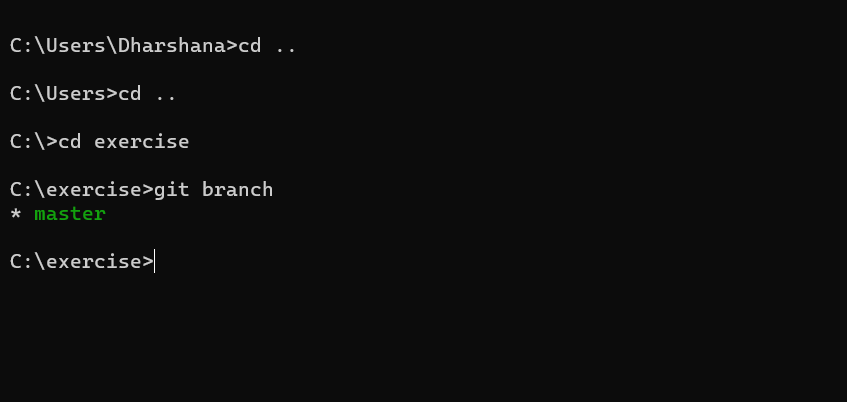 C:\Users\Dharshana>cd ..
C:\Users>cd ..
C:\>cd exercise
C:\exercise>git branch
* master
C:\exercise>